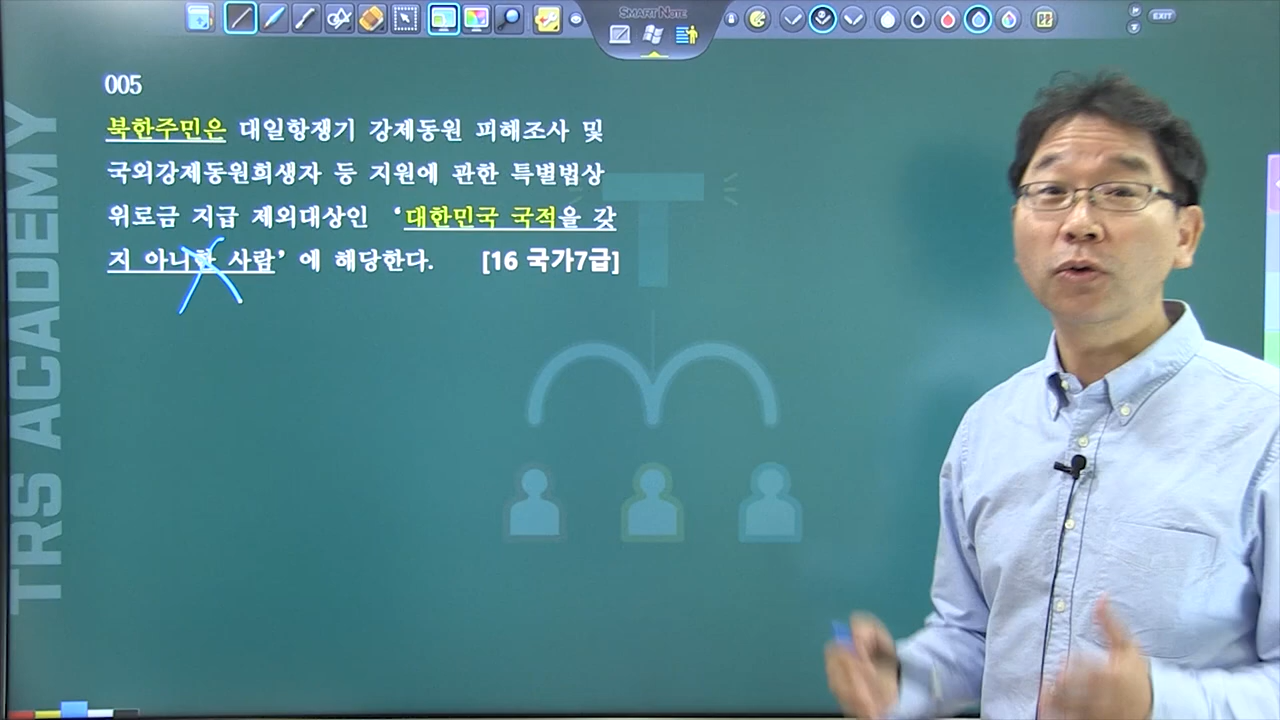 SMART NOTE
EXIT
005
북한주민은 대일항쟁기 강제동원 피해조사 및
국외강제동원희생자 등 지원에 관한 특별법상
위로금 지급 제외대상인 ‘대한민국 국적을 갖
지 아니한 사람’에 해당한다. [16 국가7급]
TRS ACADEMY